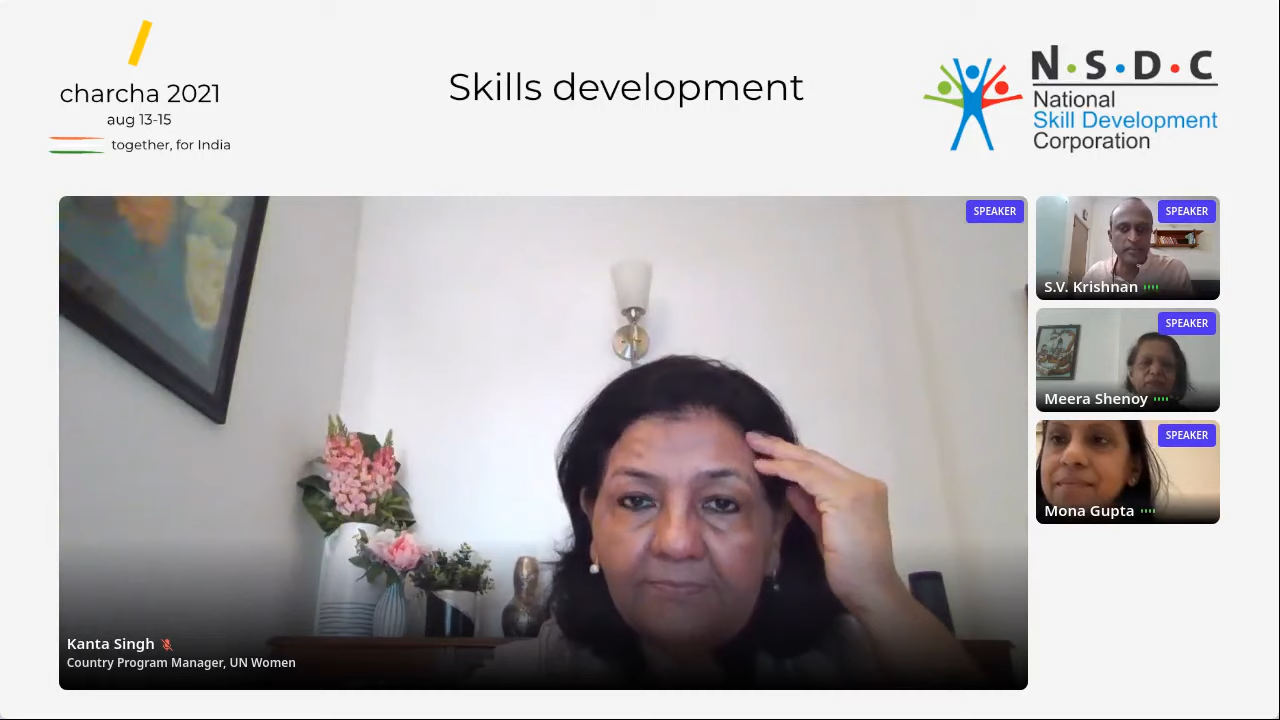 charcha 2021
aug 13-15
together, for India
Skills development
N·S·D·C
National
Skill Development
Corporation
SPEAKER
Kanta Singh
Country Program Manager, UN Women
SPEAKER
S.V. Krishnan
SPEAKER
Meera Shenoy
SPEAKER
Mona Gupta